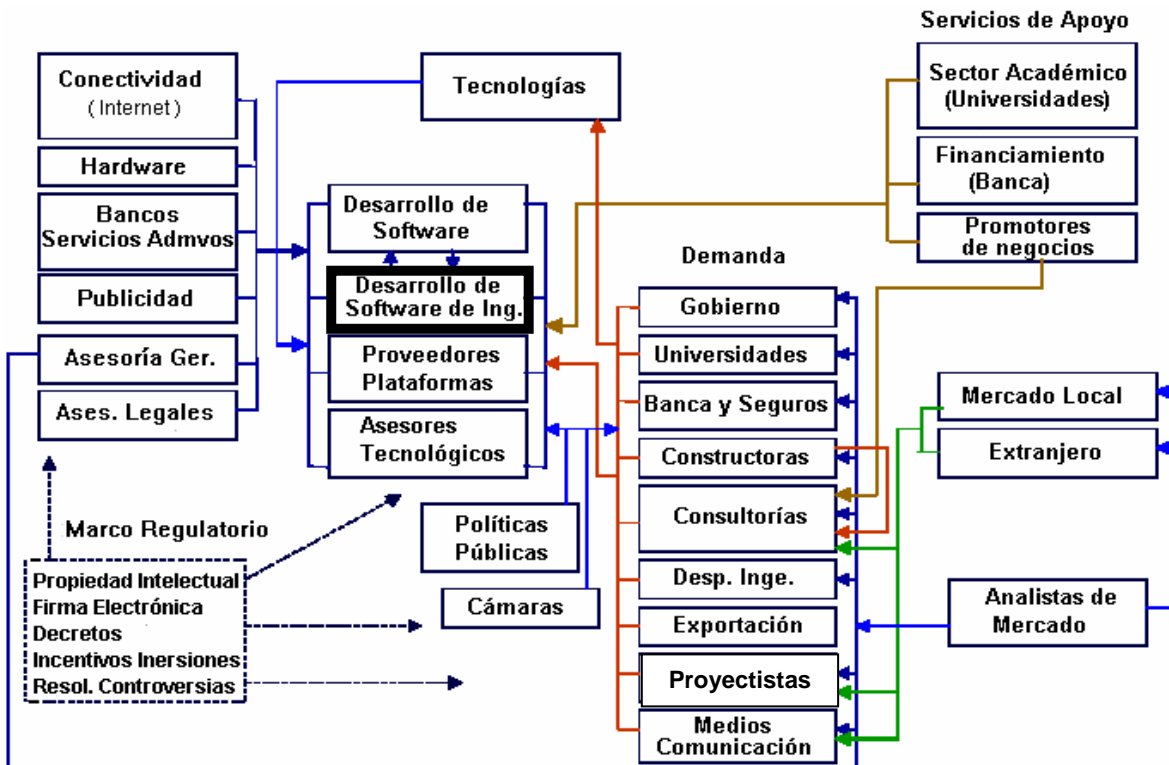 Servicios de Apoyo
Conectividad
( Internet )
Hardware
Bancos
Servicios Admvos
Publicidad
Asesoría Ger.
Ases. Legales
Tecnologías
Sector Académico
(Universidades)
Financiamiento
(Banca)
Promotores
de negocios
Desarrollo de
Software
Desarrollo de
Software de Ing.
Proveedores
Plataformas
Asesores
Tecnológicos
Políticas
Públicas
Cámaras
Demanda
Gobierno
Universidades
Banca y Seguros
Constructoras
Consultorías
Desp. Inge.
Exportación
Proyectistas
Medios
Comunicación
Mercado Local
Extranjero
Analistas de
Mercado
Marco Regulatorio
Propiedad Intelectual
Firma Electrónica
Decretos
Incentivos Inersiones
Resol. Controversias